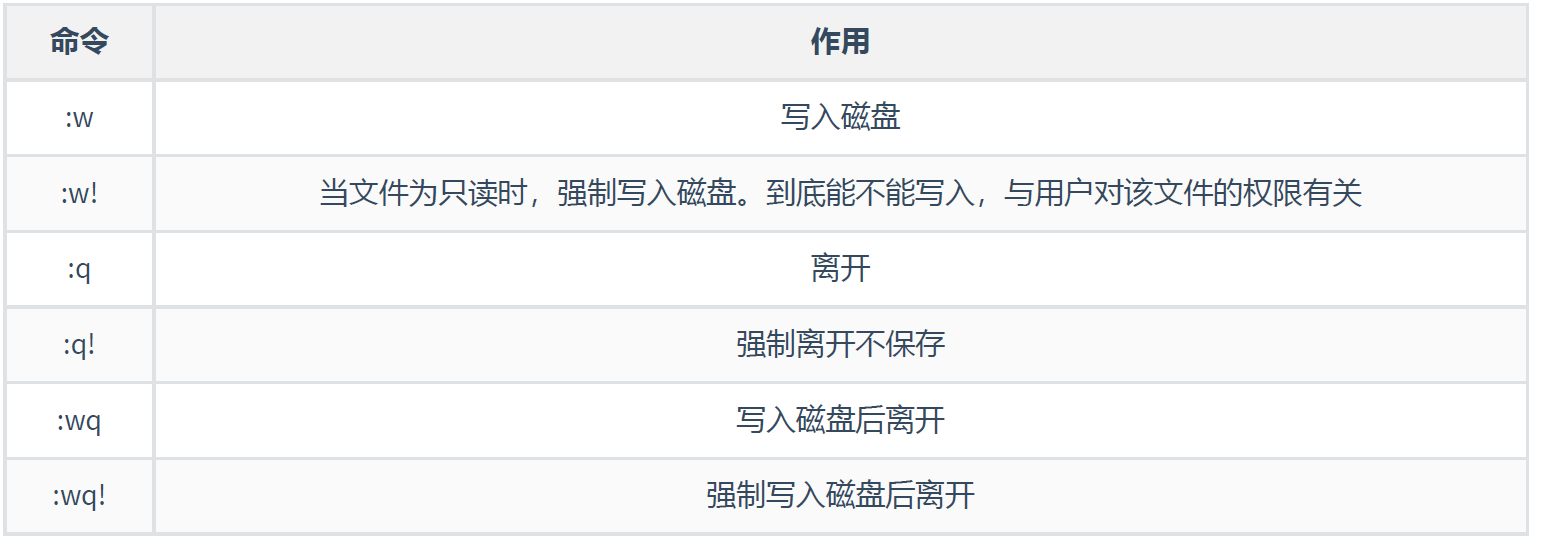 命令 作用
:w 写入磁盘
:w! 当文件为只读时，强制写入磁盘。到底能不能写入，与用户对该文件的权限有关
:q 离开
:q! 强制离开不保存
:wq 写入磁盘后离开
:wq! 强制写入磁盘后离开